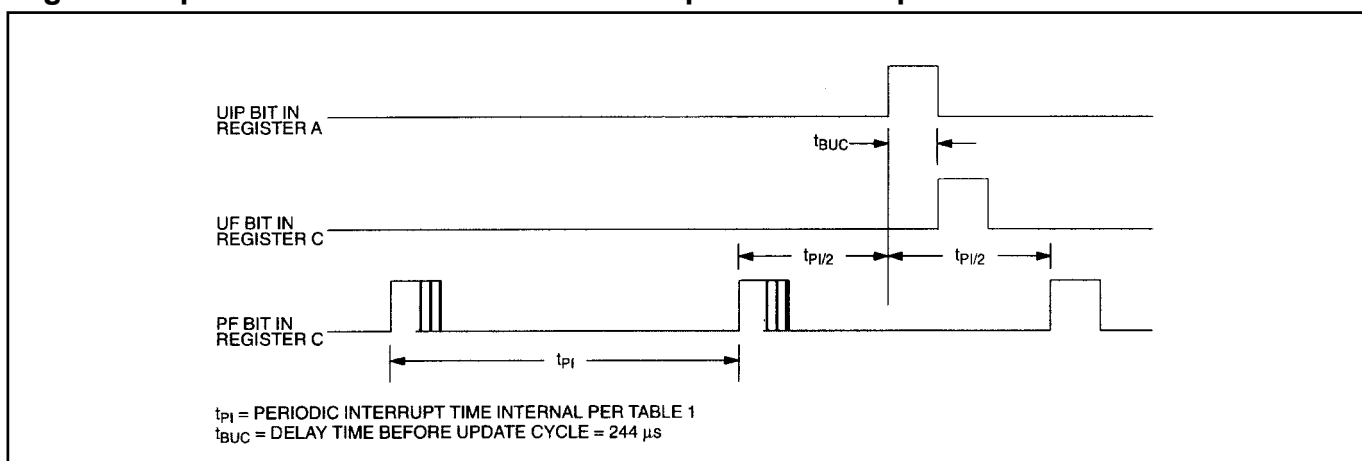 UIP BIT IN
REGISTER A
tBUC
UF BIT IN
REGISTER C
tPI/2
tPI/2
PF BIT IN
REGISTER C
tPI
tPI = PERIODIC INTERRUPT TIME INTERNAL PER TABLE 1
tBUC = DELAY TIME BEFORE UPDATE CYCLE = 244 μs